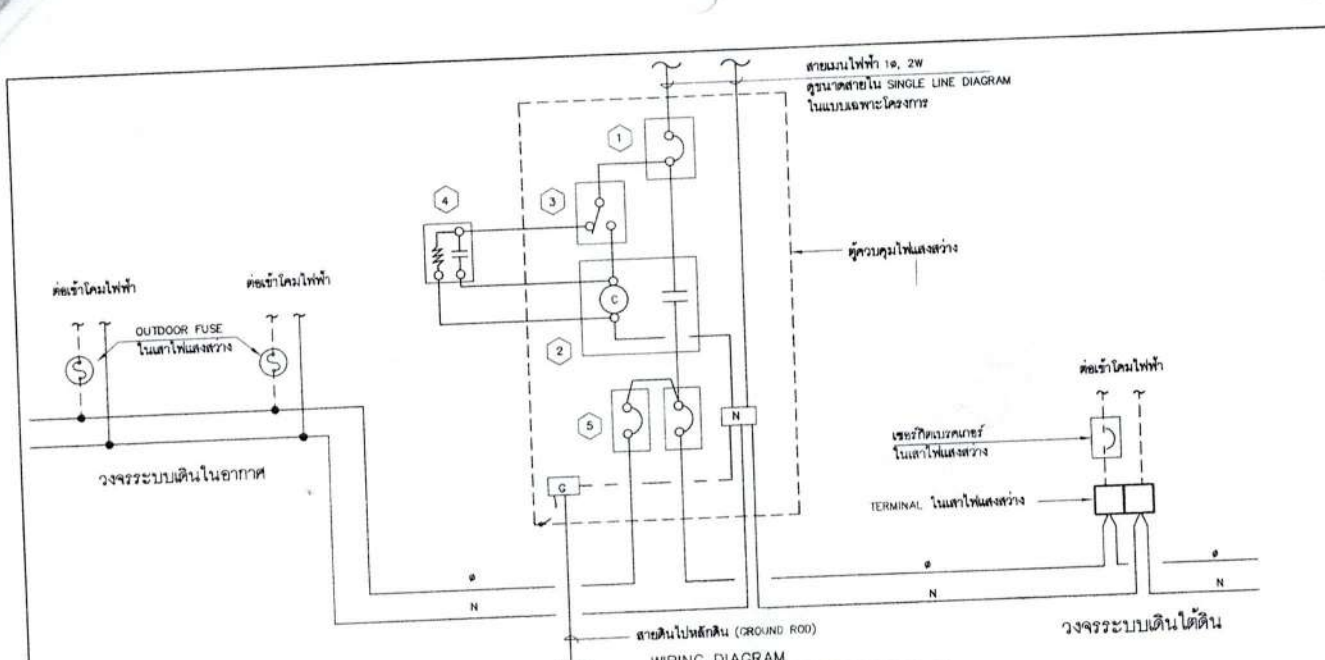 สายเมนไฟฟ้า 1ø, 2W
ดูขนาดสายใน SINGLE LINE DIAGRAM
ในแบบเฉพาะโครงการ
1
4
3
ตู้ควบคุมไฟแสงสว่าง
ต่อเข้าโคมไฟฟ้า
ต่อเข้าโคมไฟฟ้า
C
OUTDOOR FUSE
ในเสาไฟแสงสว่าง
2
ต่อเข้าโคมไฟฟ้า
N
5
เซอร์กิตเบรคเกอร์
ในเสาไฟแสงสว่าง
วงจรระบบเดินในอากาศ
G
TERMINAL ในเสาไฟแสงสว่าง
ø
ø
ø
N
N
N
สายดินไปหลักดิน (GROUND ROD)
วงจรระบบเดินใต้ดิน
WIRING DIAGRAM